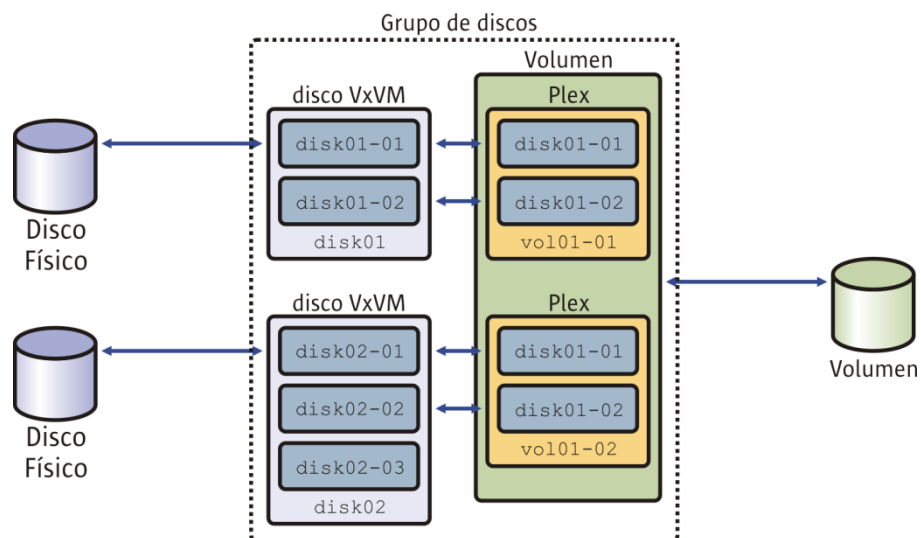 Grupo de discos
Volumen
disco VxVM
Plex
disk01-01
disk01-01
disk01-02
disk01-02
disk01
vol01-01
Disco
Físico
disco VxVM
Plex
disk02-01
disk01-01
disk02-02
disk01-02
disk02-03
vol01-02
disk02
Disco
Físico
Volumen